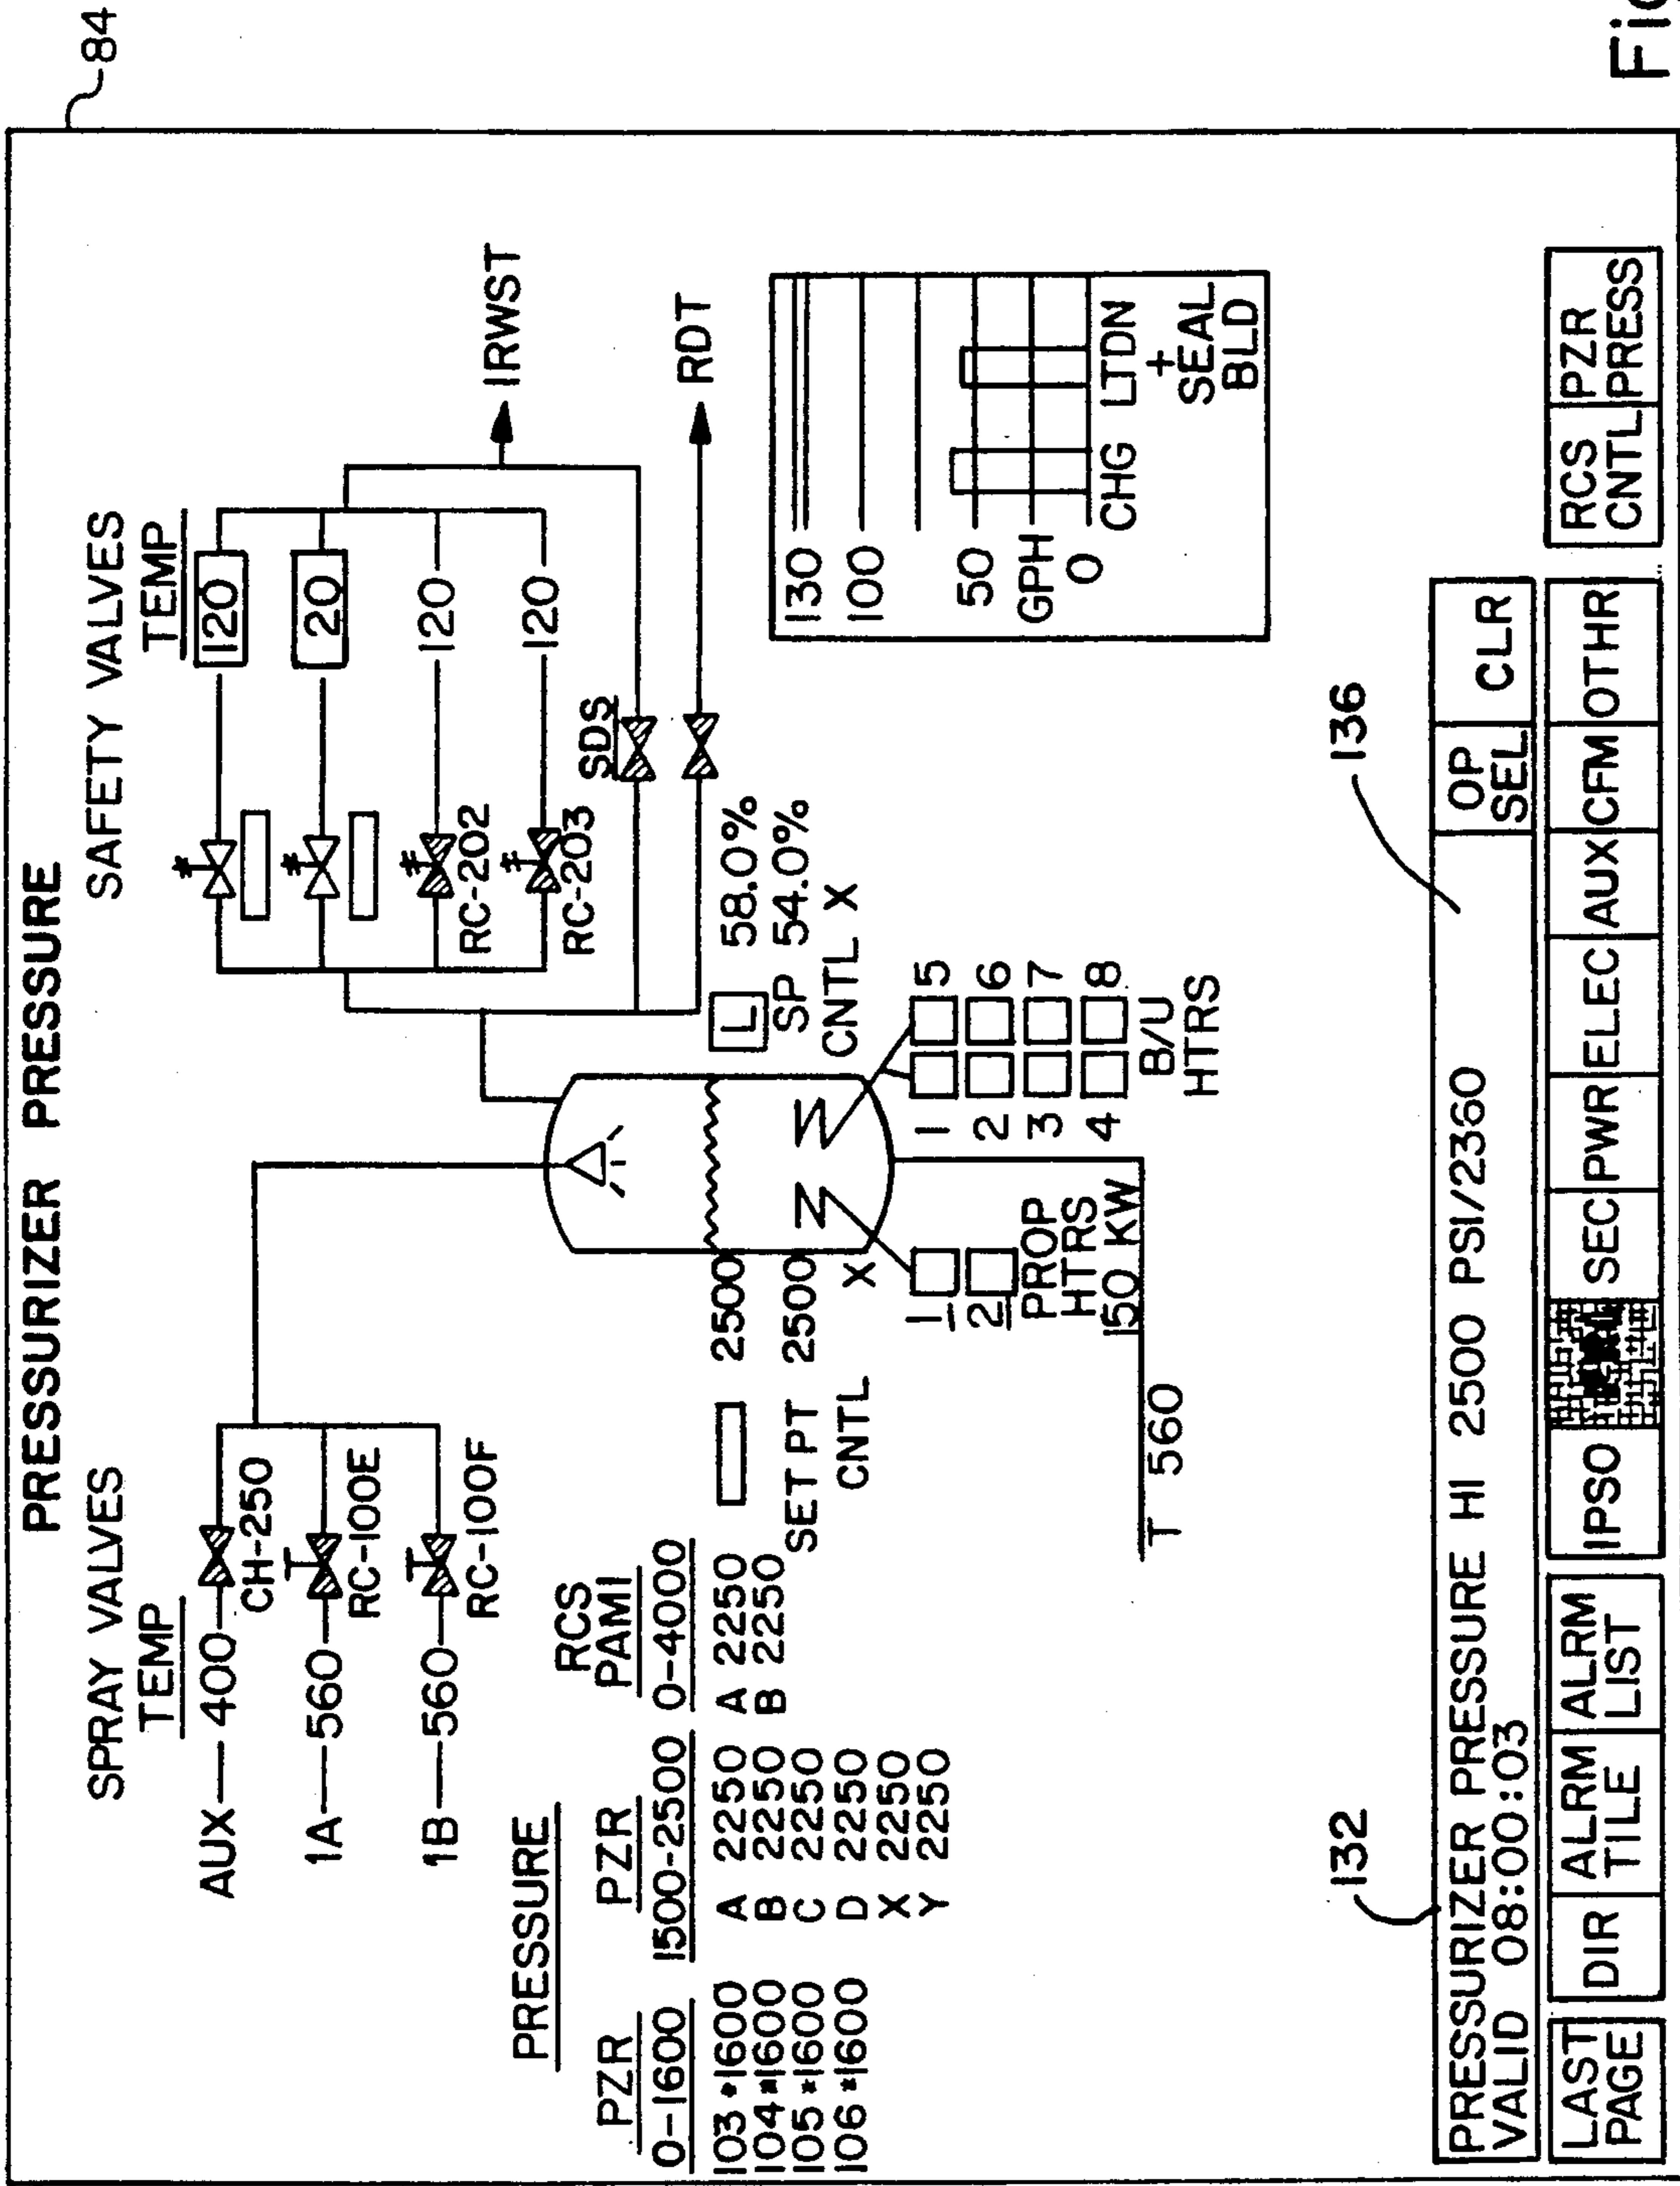 84
PRESSURIZER PRESSURE
SPRAY VALVES
TEMP
AUX 400
CH-250
1A 560
RC-100E
1B 560
RC-100F
SAFETY VALVES
TEMP
120
20
120
RC-202
120
RC-203
IRWST
SDS
RDT
PRESSURE
PZR PZR RCS PAMI
0-1600 1500-2500 0-4000
103 *1600 A 2250 A 2250
104 *1600 B 2250 B 2250
105 *1600 C 2250
106 *1600 D 2250
X 2250
Y 2250
2500
SET PT 2500
CNTL X
L 58.0%
SP 54.0%
CNTL X
1
2
PROP
HTRS
150 KW
1 5
2 6
3 7
4 8
B/U
HTRS
T 560
130
100
50
GPH
0
CHG LTDN
+
SEAL
BLD
132
136
PRESSURIZER PRESSURE HI 2500 PSI/2360
VALID 08:00:03
OP SEL
CLR
LAST PAGE
DIR
ALRM TILE
ALRM LIST
IPSO
SEC
PWR
ELEC
AUX
CFM
OTHR
RCS CNTL
PZR PRESS